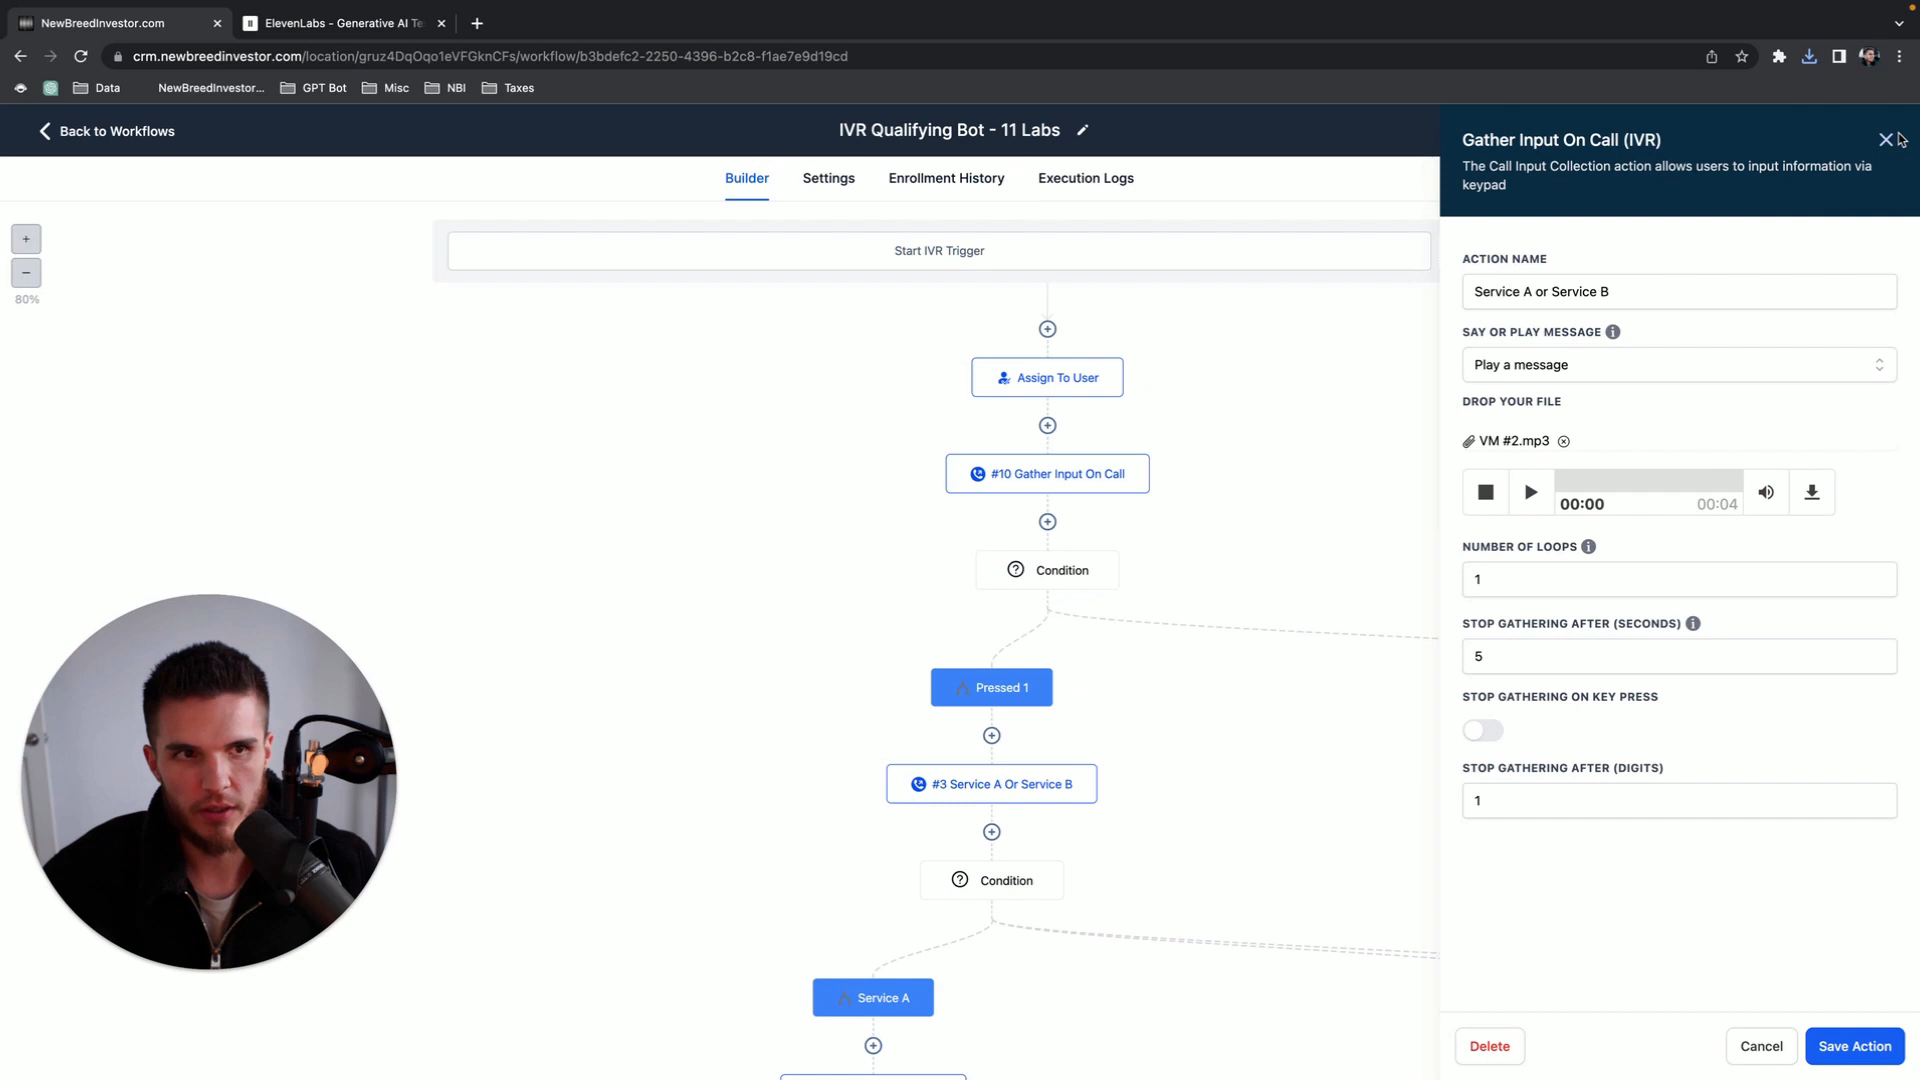 NewBreedInvestor.com
ElevenLabs - Generative AI Te
crm.newbreedinvestor.com/location/gruz4DqOqo1eVFGknCFs/workflow/b3bdefc2-2250-4396-b2c8-f1ae7e9d19cd
Data
NewBreedInvestor...
GPT Bot
Misc
NBI
Taxes
Back to Workflows
IVR Qualifying Bot - 11 Labs
Builder
Settings
Enrollment History
Execution Logs
+
−
80%
Start IVR Trigger
Assign To User
#10 Gather Input On Call
Condition
Pressed 1
#3 Service A Or Service B
Condition
Service A
Gather Input On Call (IVR)
The Call Input Collection action allows users to input information via
keypad
ACTION NAME
Service A or Service B
SAY OR PLAY MESSAGE
Play a message
DROP YOUR FILE
VM #2.mp3
00:00
00:04
NUMBER OF LOOPS
1
STOP GATHERING AFTER (SECONDS)
5
STOP GATHERING ON KEY PRESS
STOP GATHERING AFTER (DIGITS)
1
Delete
Cancel
Save Action